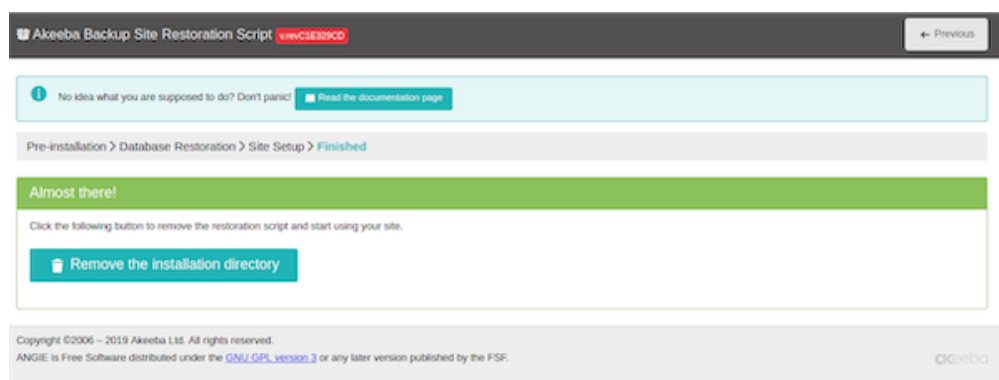 Akeeba Backup Site Restoration Script v.revC1E329CD
← Previous
No idea what you are supposed to do? Don't panic! Read the documentation page
Pre-installation > Database Restoration > Site Setup > Finished
Almost there!
Click the following button to remove the restoration script and start using your site.
Remove the installation directory
Copyright ©2006 – 2019 Akeeba Ltd. All rights reserved.
ANGIE is Free Software distributed under the GNU GPL version 3 or any later version published by the FSF.
akeeba